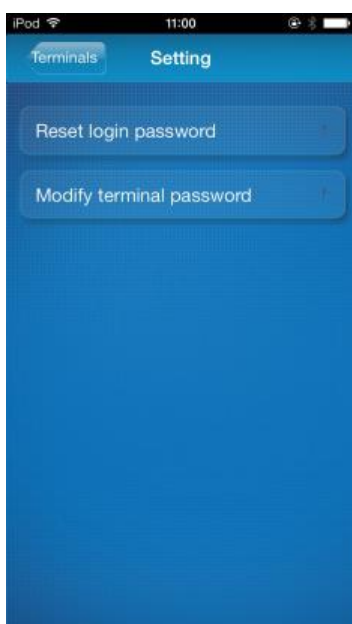 iPod 11:00
Terminals Setting
Reset login password
Modify terminal password